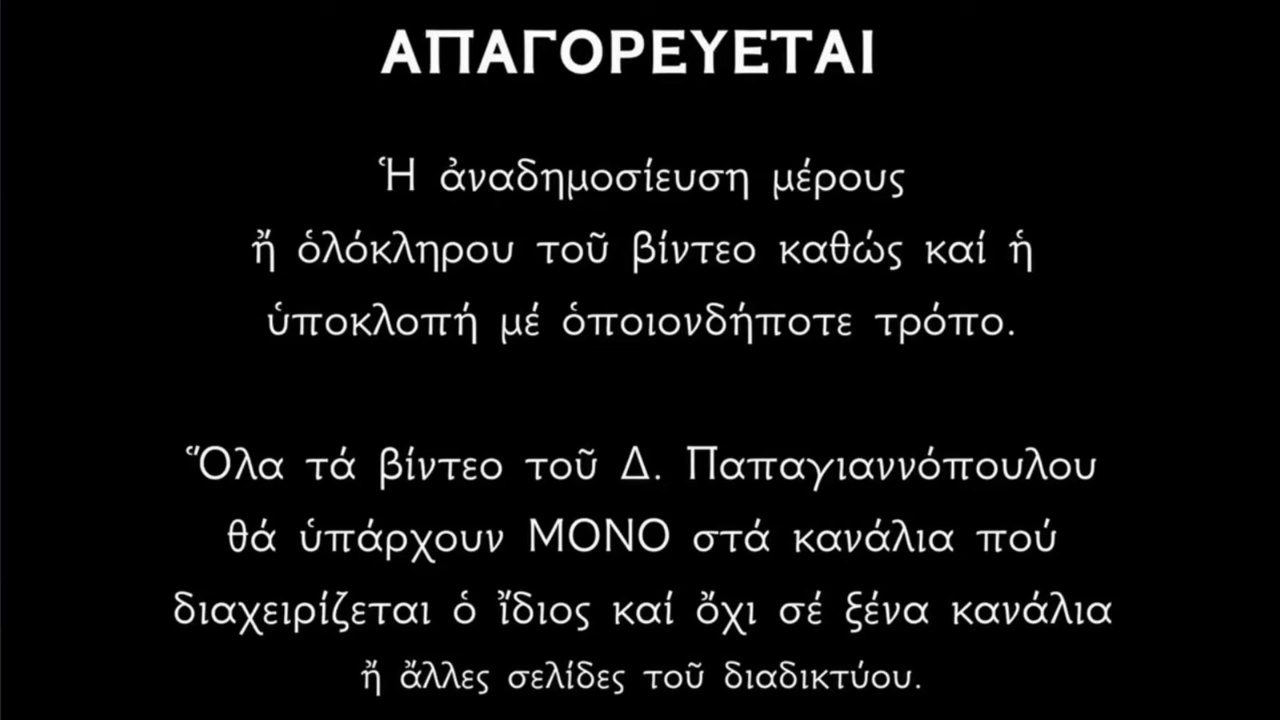 ΑΠΑΓΟΡΕΥΕΤΑΙ
Ἡ ἀναδημοσίευση μέρους
ἤ ὁλόκληρου τοῦ βίντεο καθώς καί ἡ
ὑποκλοπή μέ ὁποιονδήποτε τρόπο.
Ὅλα τά βίντεο τοῦ Δ. Παπαγιαννόπουλου
θά ὑπάρχουν ΜΟΝΟ στά κανάλια πού
διαχειρίζεται ὁ ἴδιος καί ὄχι σέ ξένα κανάλια
ἤ ἄλλες σελίδες τοῦ διαδικτύου.